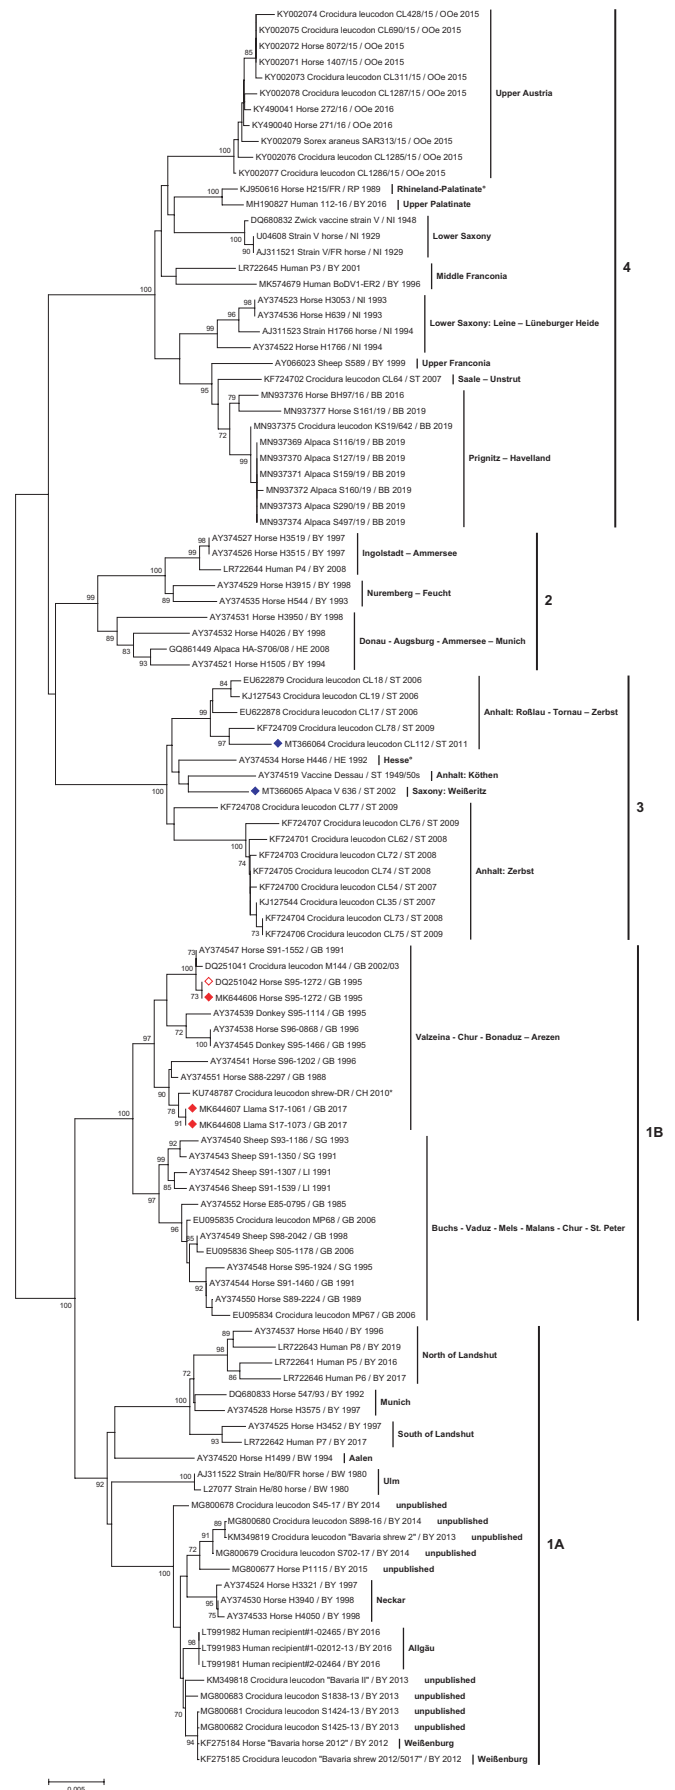 KY002074 Crocidura leucodon CL428/15 / OOe 2015
KY002075 Crocidura leucodon CL690/15 / OOe 2015
85
KY002072 Horse 8072/15 / OOe 2015
KY002071 Horse 1407/15 / OOe 2015
KY002073 Crocidura leucodon CL311/15 / OOe 2015
KY002078 Crocidura leucodon CL1287/15 / OOe 2015
Upper Austria
KY490041 Horse 272/16 / OOe 2016
KY490040 Horse 271/16 / OOe 2016
KY002079 Sorex araneus SAR313/15 / OOe 2015
100
KY002076 Crocidura leucodon CL1285/15 / OOe 2015
KY002077 Crocidura leucodon CL1286/15 / OOe 2015
100
KJ950616 Horse H215/FR / RP 1989
Rhineland-Palatinate*
MH190827 Human 112-16 / BY 2016
Upper Palatinate
DQ680832 Zwick vaccine strain V / NI 1948
100
U04608 Strain V horse / NI 1929
Lower Saxony
90
AJ311521 Strain V/FR horse / NI 1929
4
LR722645 Human P3 / BY 2001
Middle Franconia
MK574679 Human BoDV1-ER2 / BY 1996
100
AY374523 Horse H3053 / NI 1993
98
96
AY374536 Horse H639 / NI 1993
Lower Saxony: Leine – Lüneburger Heide
99
AJ311523 Strain H1766 horse / NI 1994
AY374522 Horse H1766 / NI 1994
AY066023 Sheep S589 / BY 1999
Upper Franconia
95
KF724702 Crocidura leucodon CL64 / ST 2007
Saale – Unstrut
79
MN937376 Horse BH97/16 / BB 2016
MN937377 Horse S161/19 / BB 2019
72
MN937375 Crocidura leucodon KS19/642 / BB 2019
MN937369 Alpaca S116/19 / BB 2019
99
MN937370 Alpaca S127/19 / BB 2019
Prignitz – Havelland
MN937371 Alpaca S159/19 / BB 2019
MN937372 Alpaca S160/19 / BB 2019
MN937373 Alpaca S290/19 / BB 2019
MN937374 Alpaca S497/19 / BB 2019
98
AY374527 Horse H3519 / BY 1997
99
AY374526 Horse H3515 / BY 1997
Ingolstadt – Ammersee
100
LR722644 Human P4 / BY 2008
AY374529 Horse H3915 / BY 1998
Nuremberg – Feucht
89
AY374535 Horse H544 / BY 1993
2
99
AY374531 Horse H3950 / BY 1998
89
AY374532 Horse H4026 / BY 1998
Donau - Augsburg - Ammersee – Munich
83
GQ861449 Alpaca HA-S706/08 / HE 2008
93
AY374521 Horse H1505 / BY 1994
84
EU622879 Crocidura leucodon CL18 / ST 2006
KJ127543 Crocidura leucodon CL19 / ST 2006
99
EU622878 Crocidura leucodon CL17 / ST 2006
Anhalt: Roßlau - Tornau – Zerbst
KF724709 Crocidura leucodon CL78 / ST 2009
97
MT366064 Crocidura leucodon CL112 / ST 2011
AY374534 Horse H446 / HE 1992
Hesse*
AY374519 Vaccine Dessau / ST 1949/50s
Anhalt: Köthen
100
MT366065 Alpaca V 636 / ST 2002
Saxony: Weißeritz
3
KF724708 Crocidura leucodon CL77 / ST 2009
KF724707 Crocidura leucodon CL76 / ST 2009
100
KF724701 Crocidura leucodon CL62 / ST 2008
74
KF724703 Crocidura leucodon CL72 / ST 2008
KF724705 Crocidura leucodon CL74 / ST 2008
Anhalt: Zerbst
KF724700 Crocidura leucodon CL54 / ST 2007
KJ127544 Crocidura leucodon CL35 / ST 2007
KF724704 Crocidura leucodon CL73 / ST 2008
73
KF724706 Crocidura leucodon CL75 / ST 2009
73
AY374547 Horse S91-1552 / GB 1991
100
DQ251041 Crocidura leucodon M144 / GB 2002/03
DQ251042 Horse S95-1272 / GB 1995
73
MK644606 Horse S95-1272 / GB 1995
AY374539 Donkey S95-1114 / GB 1995
97
72
AY374538 Horse S96-0868 / GB 1996
Valzeina - Chur - Bonaduz – Arezen
100
AY374545 Donkey S95-1466 / GB 1995
AY374541 Horse S96-1202 / GB 1996
AY374551 Horse S88-2297 / GB 1988
90
KU748787 Crocidura leucodon shrew-DR / CH 2010*
78
MK644607 Llama S17-1061 / GB 2017
91
MK644608 Llama S17-1073 / GB 2017
100
1B
92
AY374540 Sheep S93-1186 / SG 1993
99
AY374543 Sheep S91-1350 / SG 1991
AY374542 Sheep S91-1307 / LI 1991
85
AY374546 Sheep S91-1539 / LI 1991
97
AY374552 Horse E85-0795 / GB 1985
EU095835 Crocidura leucodon MP68 / GB 2006
96
Buchs - Vaduz - Mels - Malans - Chur - St. Peter
85
AY374549 Sheep S98-2042 / GB 1998
EU095836 Sheep S05-1178 / GB 2006
AY374548 Horse S95-1924 / SG 1995
AY374544 Horse S91-1460 / GB 1991
92
AY374550 Horse S89-2224 / GB 1989
EU095834 Crocidura leucodon MP67 / GB 2006
100
AY374537 Horse H640 / BY 1996
89
LR722643 Human P8 / BY 2019
98
North of Landshut
LR722641 Human P5 / BY 2016
86
LR722646 Human P6 / BY 2017
72
DQ680833 Horse 547/93 / BY 1992
Munich
100
AY374528 Horse H3575 / BY 1997
AY374525 Horse H3452 / BY 1997
South of Landshut
93
LR722642 Human P7 / BY 2017
AY374520 Horse H1499 / BW 1994
Aalen
92
100
AJ311522 Strain He/80/FR horse / BW 1980
Ulm
L27077 Strain He/80 horse / BW 1980
MG800678 Crocidura leucodon S45-17 / BY 2014 unpublished
89
MG800680 Crocidura leucodon S898-16 / BY 2014 unpublished
91
KM349819 Crocidura leucodon "Bavaria shrew 2" / BY 2013 unpublished
1A
72
MG800679 Crocidura leucodon S702-17 / BY 2014 unpublished
100
MG800677 Horse P1115 / BY 2015 unpublished
AY374524 Horse H3321 / BY 1997
95
AY374530 Horse H3940 / BY 1998
Neckar
75
AY374533 Horse H4050 / BY 1998
LT991982 Human recipient#1-02465 / BY 2016
98
LT991983 Human recipient#1-02012-13 / BY 2016
Allgäu
LT991981 Human recipient#2-02464 / BY 2016
KM349818 Crocidura leucodon "Bavaria II" / BY 2013 unpublished
MG800683 Crocidura leucodon S1838-13 / BY 2013 unpublished
70
MG800681 Crocidura leucodon S1424-13 / BY 2013 unpublished
MG800682 Crocidura leucodon S1425-13 / BY 2013 unpublished
94
KF275184 Horse "Bavaria horse 2012" / BY 2012
Weißenburg
KF275185 Crocidura leucodon "Bavaria shrew 2012/5017" / BY 2012
Weißenburg
0.005